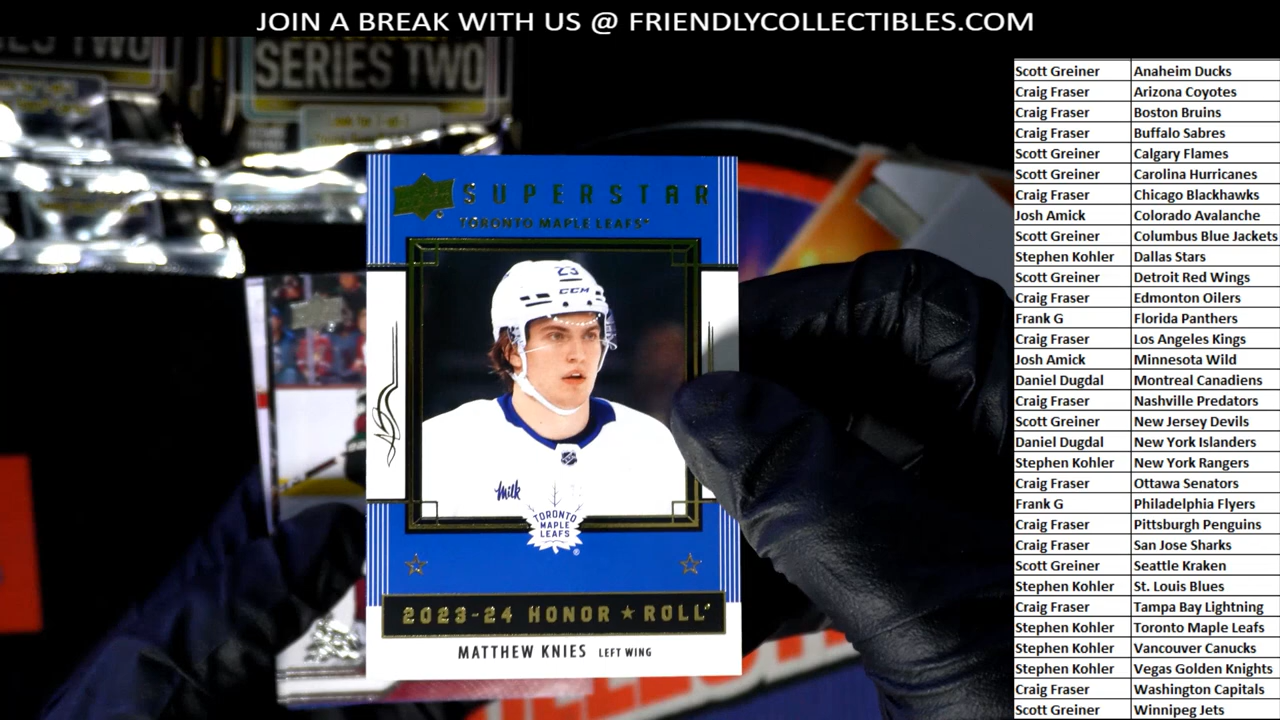 JOIN A BREAK WITH US @ FRIENDLYCOLLECTIBLES.COM
SERIES TWO
SERIES TWO
SUPERSTAR
TORONTO MAPLE LEAFS
23
CCM
Milk
TORONTO
MAPLE
LEAFS
2023-24 HONOR ★ ROLL
MATTHEW KNIES LEFT WING
Scott Greiner Anaheim Ducks
Craig Fraser Arizona Coyotes
Craig Fraser Boston Bruins
Craig Fraser Buffalo Sabres
Scott Greiner Calgary Flames
Scott Greiner Carolina Hurricanes
Craig Fraser Chicago Blackhawks
Josh Amick Colorado Avalanche
Scott Greiner Columbus Blue Jackets
Stephen Kohler Dallas Stars
Scott Greiner Detroit Red Wings
Craig Fraser Edmonton Oilers
Frank G Florida Panthers
Craig Fraser Los Angeles Kings
Josh Amick Minnesota Wild
Daniel Dugdal Montreal Canadiens
Craig Fraser Nashville Predators
Scott Greiner New Jersey Devils
Daniel Dugdal New York Islanders
Stephen Kohler New York Rangers
Craig Fraser Ottawa Senators
Frank G Philadelphia Flyers
Craig Fraser Pittsburgh Penguins
Craig Fraser San Jose Sharks
Scott Greiner Seattle Kraken
Stephen Kohler St. Louis Blues
Craig Fraser Tampa Bay Lightning
Stephen Kohler Toronto Maple Leafs
Stephen Kohler Vancouver Canucks
Stephen Kohler Vegas Golden Knights
Craig Fraser Washington Capitals
Scott Greiner Winnipeg Jets